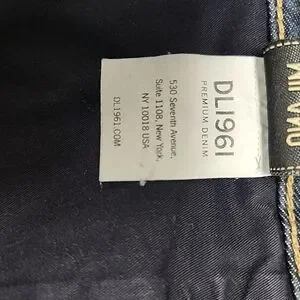 DL1961
PREMIUM DENIM
530 Seventh Avenue,
Suite 1108, New York,
NY 10018 USA
DL1961.COM